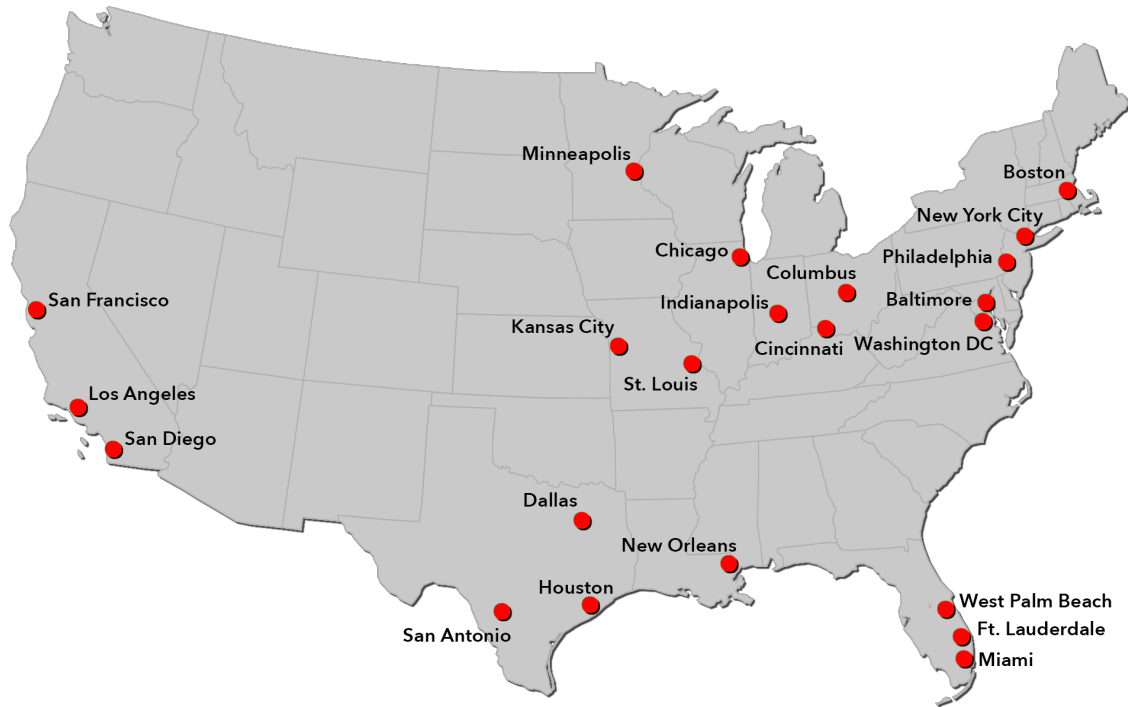 Minneapolis
Boston
New York City
Chicago
Philadelphia
Columbus
San Francisco
Indianapolis
Baltimore
Kansas City
Cincinnati
Washington DC
St. Louis
Los Angeles
San Diego
Dallas
New Orleans
Houston
West Palm Beach
San Antonio
Ft. Lauderdale
Miami